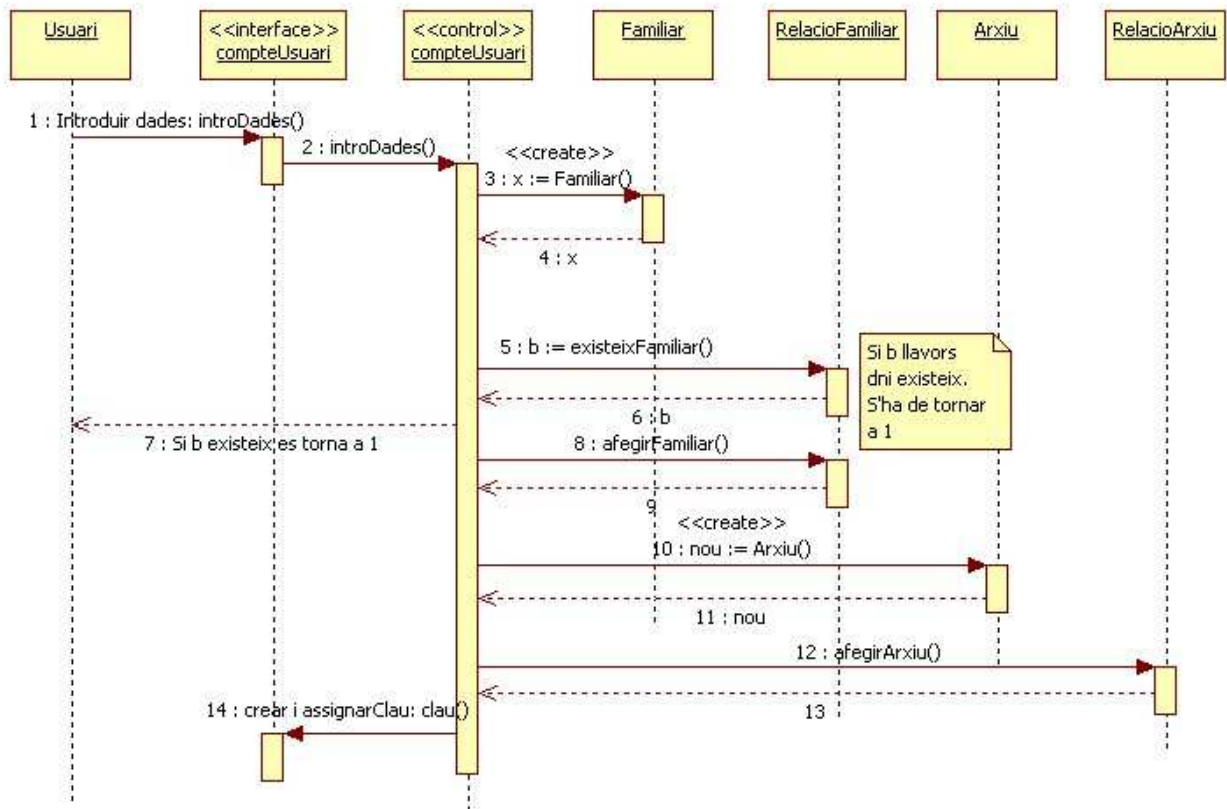 Usuari
<<interface>>
compteUsuari
<<control>>
compteUsuari
Familiar
RelacioFamiliar
Arxiu
RelacioArxiu
1 : Introduir dades: introDades()
2 : introDades()
<<create>>
3 : x := Familiar()
4 : x
5 : b := existeixFamiliar()
Si b llavors
dni existeix.
S'ha de tornar
a 1
6 : b
7 : Si b existeix es torna a 1
8 : afegirFamiliar()
9
<<create>>
10 : nou := Arxiu()
11 : nou
12 : afegirArxiu()
13
14 : crear i assignarClau: clau()